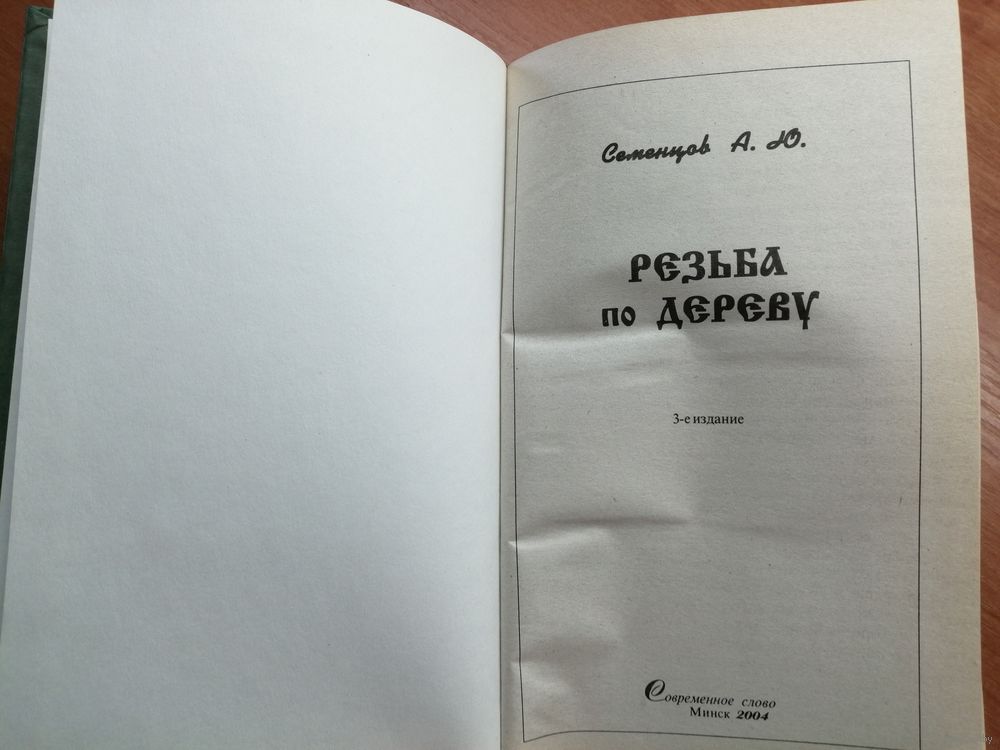 Семенцов А. Ю.
РЕЗЬБА
ПО ДЕРЕВУ
3-е издание
Современное слово
Минск 2004